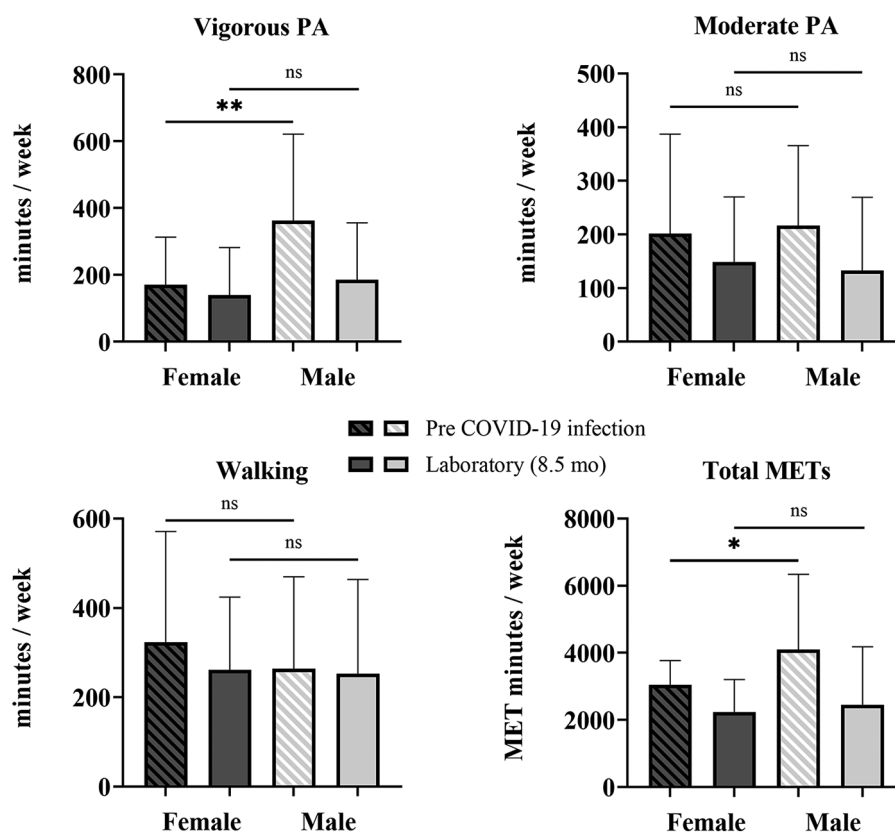 Vigorous PA
minutes / week
800
600
400
200
0
ns
**
Female Male
Moderate PA
minutes / week
500
400
300
200
100
0
ns
ns
Female Male
Pre COVID-19 infection
Laboratory (8.5 mo)
Walking
minutes / week
600
400
200
0
ns
ns
Female Male
Total METs
MET minutes / week
8000
6000
4000
2000
0
ns
*
Female Male